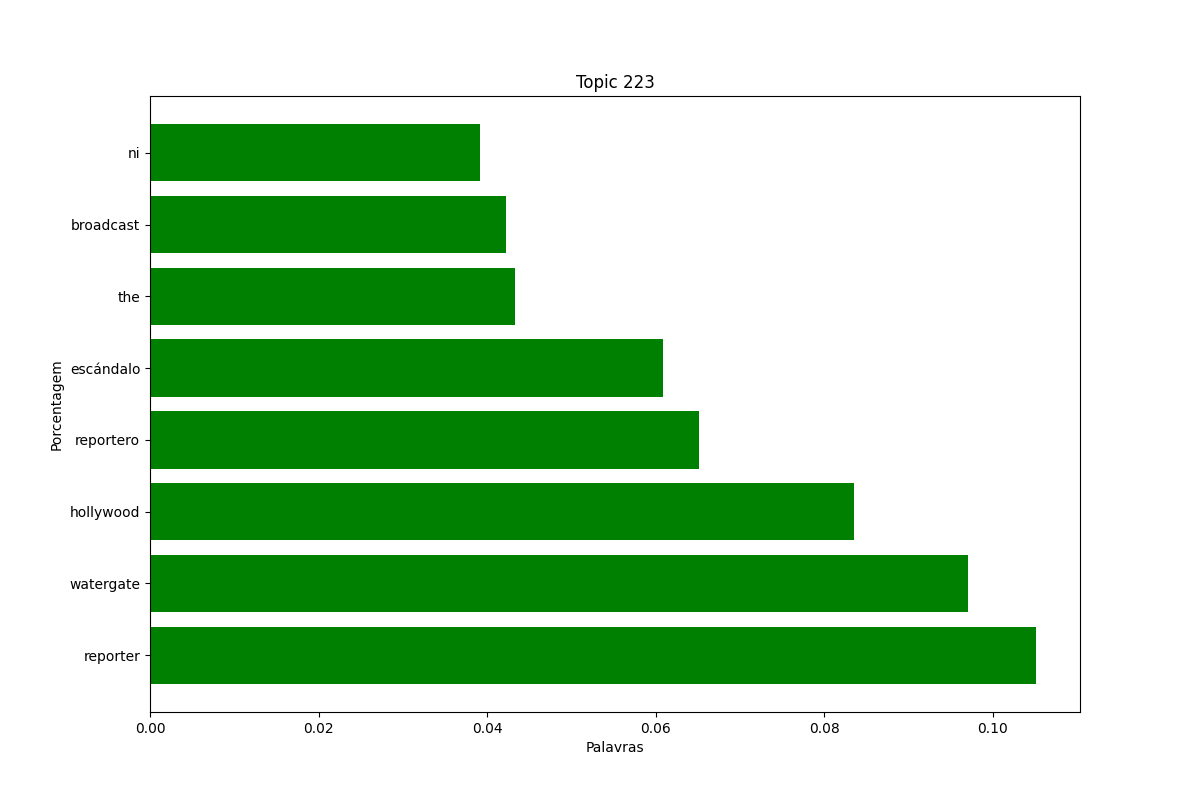 Topic 223
ni
broadcast
the
escándalo
reportero
hollywood
watergate
reporter
Porcentagem
0.00 0.02 0.04 0.06 0.08 0.10
Palavras